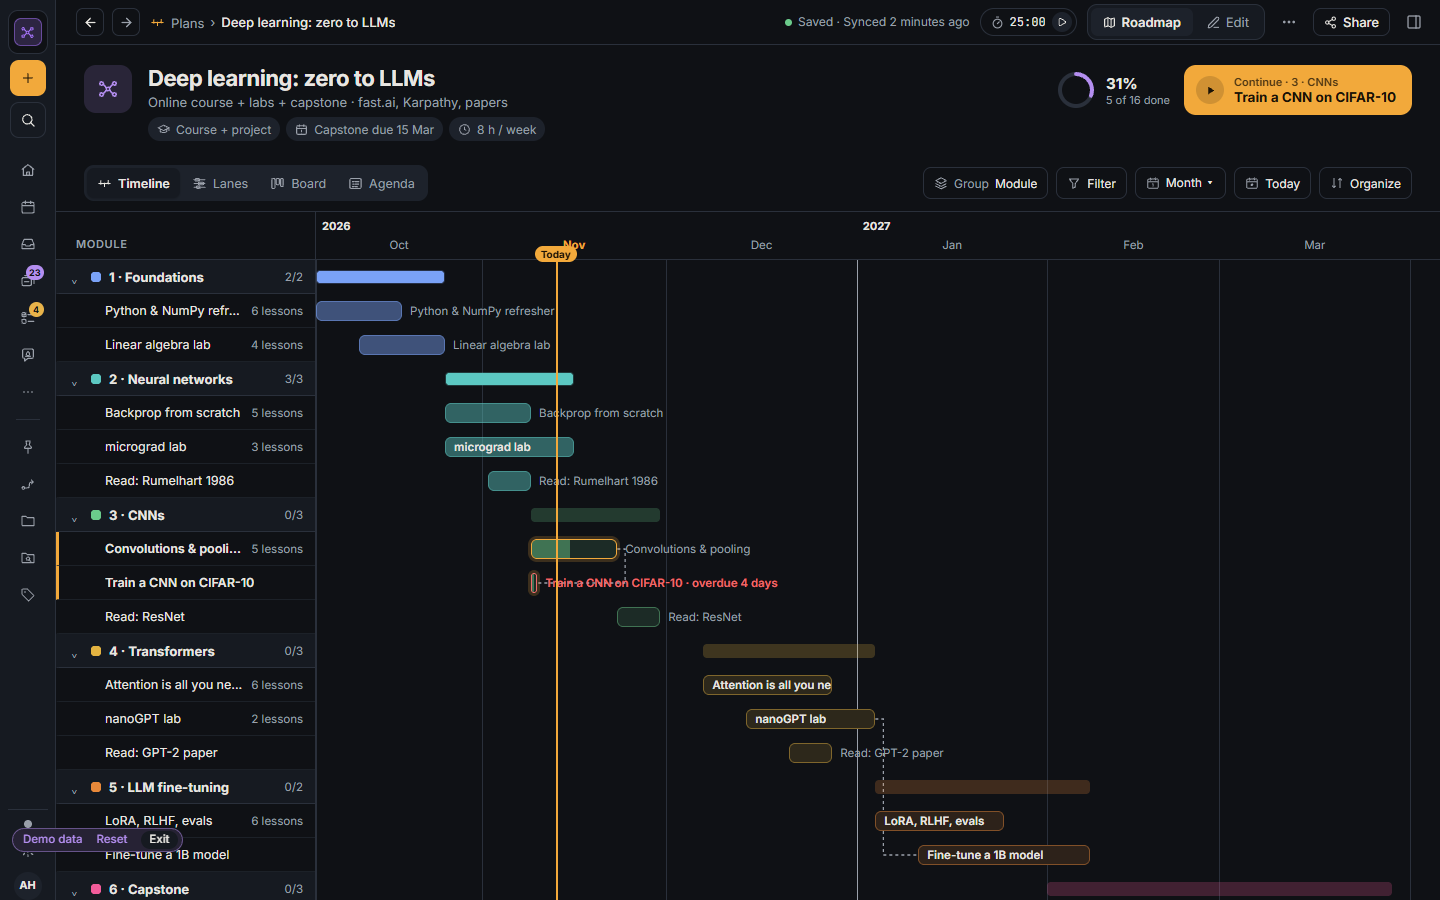 Plans › Deep learning: zero to LLMs
Saved · Synced 2 minutes ago
25:00
Roadmap
Edit
Share
Deep learning: zero to LLMs
Online course + labs + capstone · fast.ai, Karpathy, papers
Course + project
Capstone due 15 Mar
8 h / week
31%
5 of 16 done
Continue · 3 · CNNs
Train a CNN on CIFAR-10
Timeline
Lanes
Board
Agenda
Group Module
Filter
Month
Today
Organize
23
4
MODULE
2026
2027
Oct
Nov
Dec
Jan
Feb
Mar
Today
1 · Foundations 2/2
Python & NumPy refr... 6 lessons
Python & NumPy refresher
Linear algebra lab 4 lessons
Linear algebra lab
2 · Neural networks 3/3
Backprop from scratch 5 lessons
Backprop from scratch
micrograd lab 3 lessons
micrograd lab
Read: Rumelhart 1986
Read: Rumelhart 1986
3 · CNNs 0/3
Convolutions & pooli... 5 lessons
Convolutions & pooling
Train a CNN on CIFAR-10
Train a CNN on CIFAR-10 · overdue 4 days
Read: ResNet
Read: ResNet
4 · Transformers 0/3
Attention is all you ne... 6 lessons
Attention is all you ne
nanoGPT lab 2 lessons
nanoGPT lab
Read: GPT-2 paper
Read: GPT-2 paper
5 · LLM fine-tuning 0/2
LoRA, RLHF, evals 6 lessons
LoRA, RLHF, evals
Demo data Reset Exit
Fine-tune a 1B model
Fine-tune a 1B model
AH
6 · Capstone 0/3